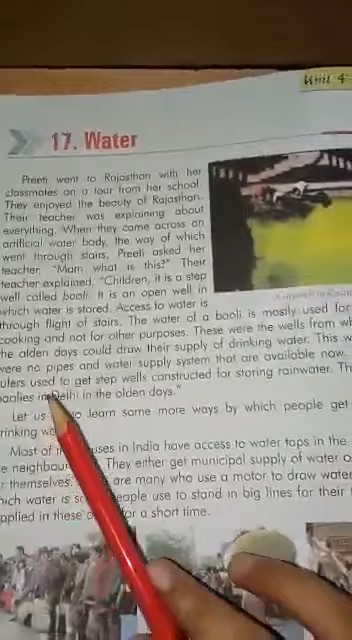 Unit 4
17. Water
Preeti went to Rajasthan with her
classmates on a tour from her school
They enjoyed the beauty of Rajasthan.
Their teacher was explaining about
everything. When they came across an
artificial water body, the way of which
went through stairs, Preeti asked her
teacher, "Mam what is this?" Their
teacher explained, "Children, it is a step
well called baoli. It is an open well in
which water is stored. Access to water is
through flight of stairs. The water of a baoli is mostly used for
cooking and not for other purposes. These were the wells from
the olden days could draw their supply of drinking water. This
were no pipes and water supply system that are available now.
ulers used to get step wells constructed for storing rainwater.
baolies in Delhi in the olden days."
Let us learn some more ways by which people get
rinking
Most of uses in India have access to water taps in the
e neighbou They either get municipal supply of water
r themselves. are many who use a motor to draw water
hich water is people use to stand in big lines for their
pplied in these for a short time.